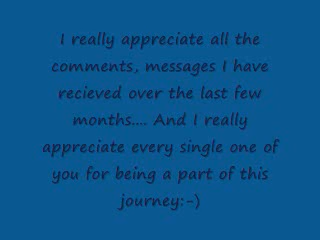 I really appreciate all the
comments, messages I have
recieved over the last few
months.... And I really
appreciate every single one of
you for being a part of this
journey:-)